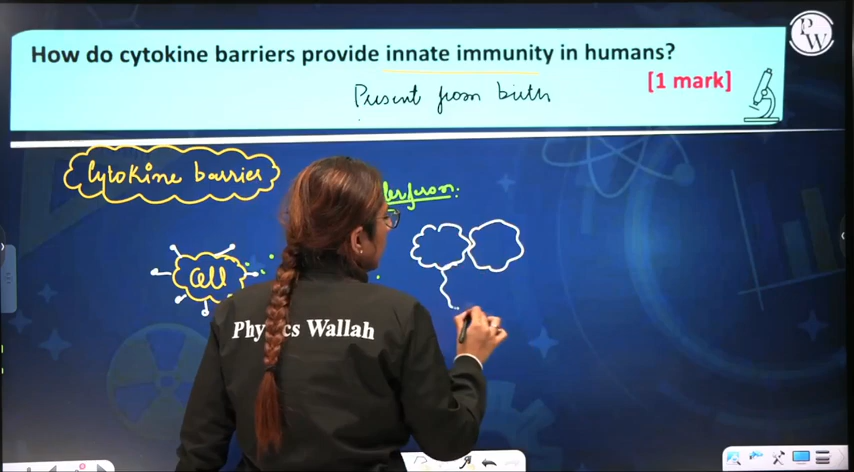 How do cytokine barriers provide innate immunity in humans?
[1 mark]
Present from birth
PW
Cytokine barrier
Cell
Physics Wallah